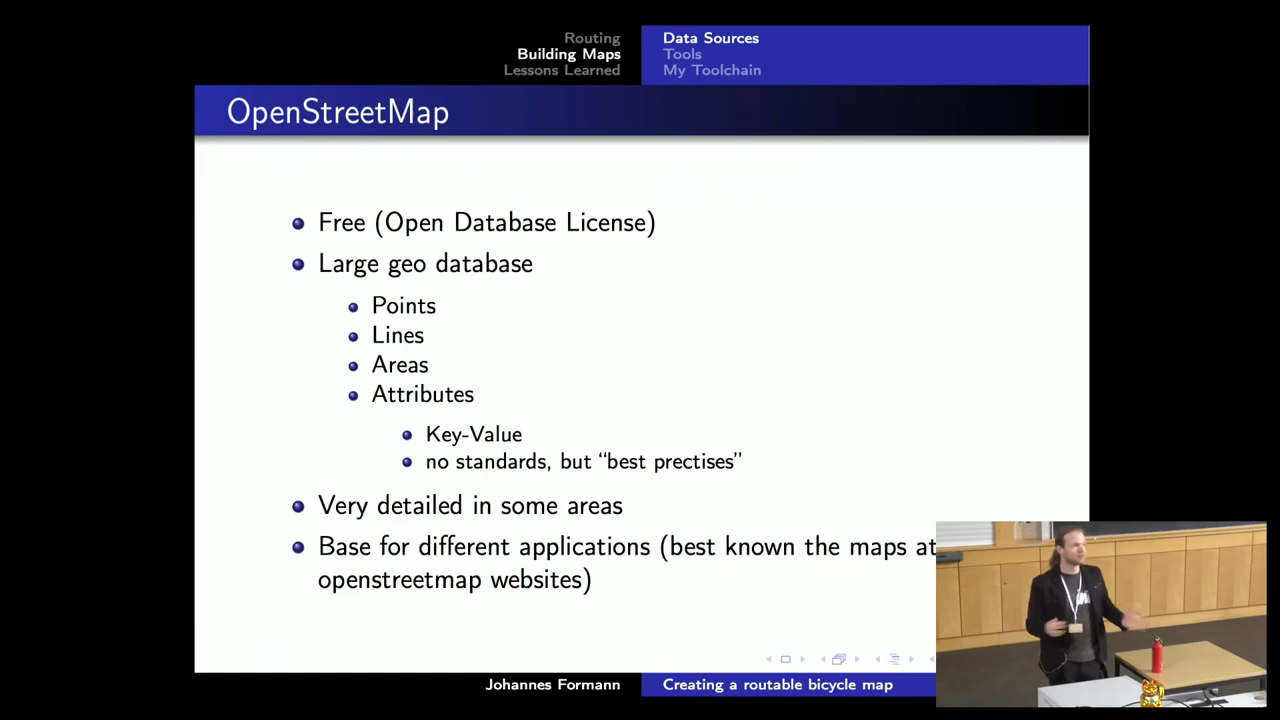 Routing
Building Maps
Lessons Learned
Data Sources
Tools
My Toolchain
OpenStreetMap
Free (Open Database License)
Large geo database
Points
Lines
Areas
Attributes
Key-Value
no standards, but “best prectises”
Very detailed in some areas
Base for different applications (best known the maps at
openstreetmap websites)
Johannes Formann
Creating a routable bicycle map